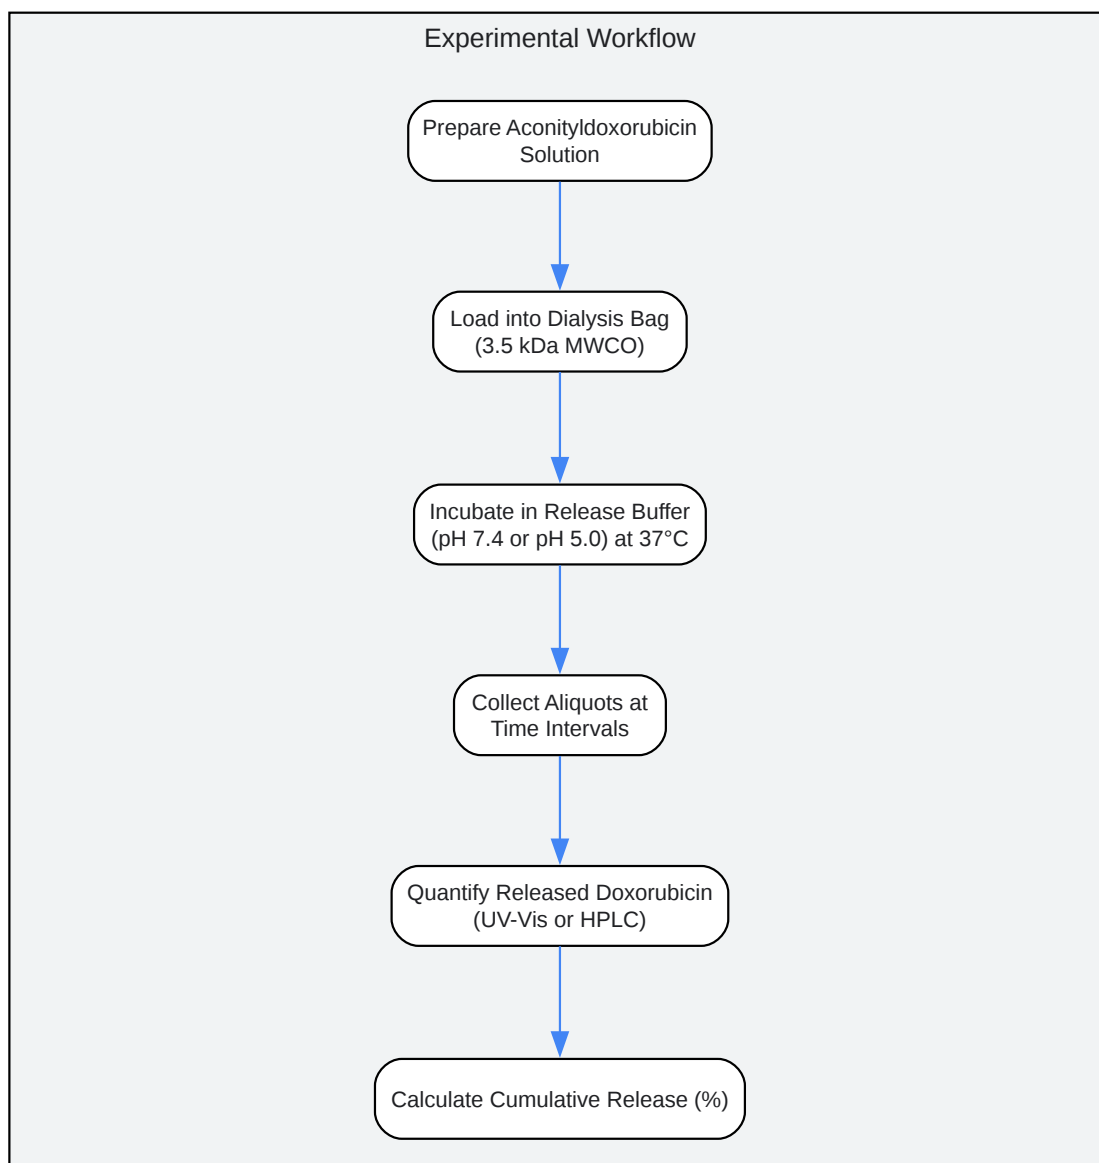 Experimental Workflow
Prepare Aconityldoxorubicin
Solution
Load into Dialysis Bag
(3.5 kDa MWCO)
Incubate in Release Buffer
(pH 7.4 or pH 5.0) at 37°C
Collect Aliquots at
Time Intervals
Quantify Released Doxorubicin
(UV-Vis or HPLC)
Calculate Cumulative Release (%)